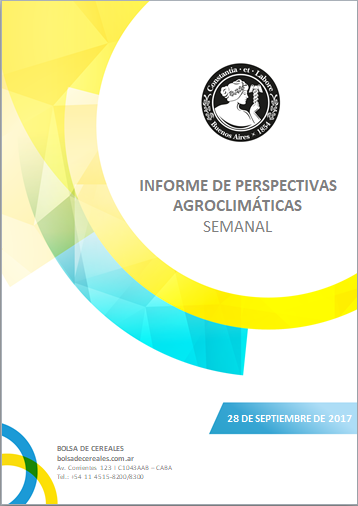 Constantia · et · Labore
Buenos Aires × 1854
INFORME DE PERSPECTIVAS
AGROCLIMÁTICAS
SEMANAL
28 DE SEPTIEMBRE DE 2017
BOLSA DE CEREALES
bolsadecereales.com.ar
Av. Corrientes 123 I C1043AAB – CABA
Tel.: +54 11 4515-8200/8300